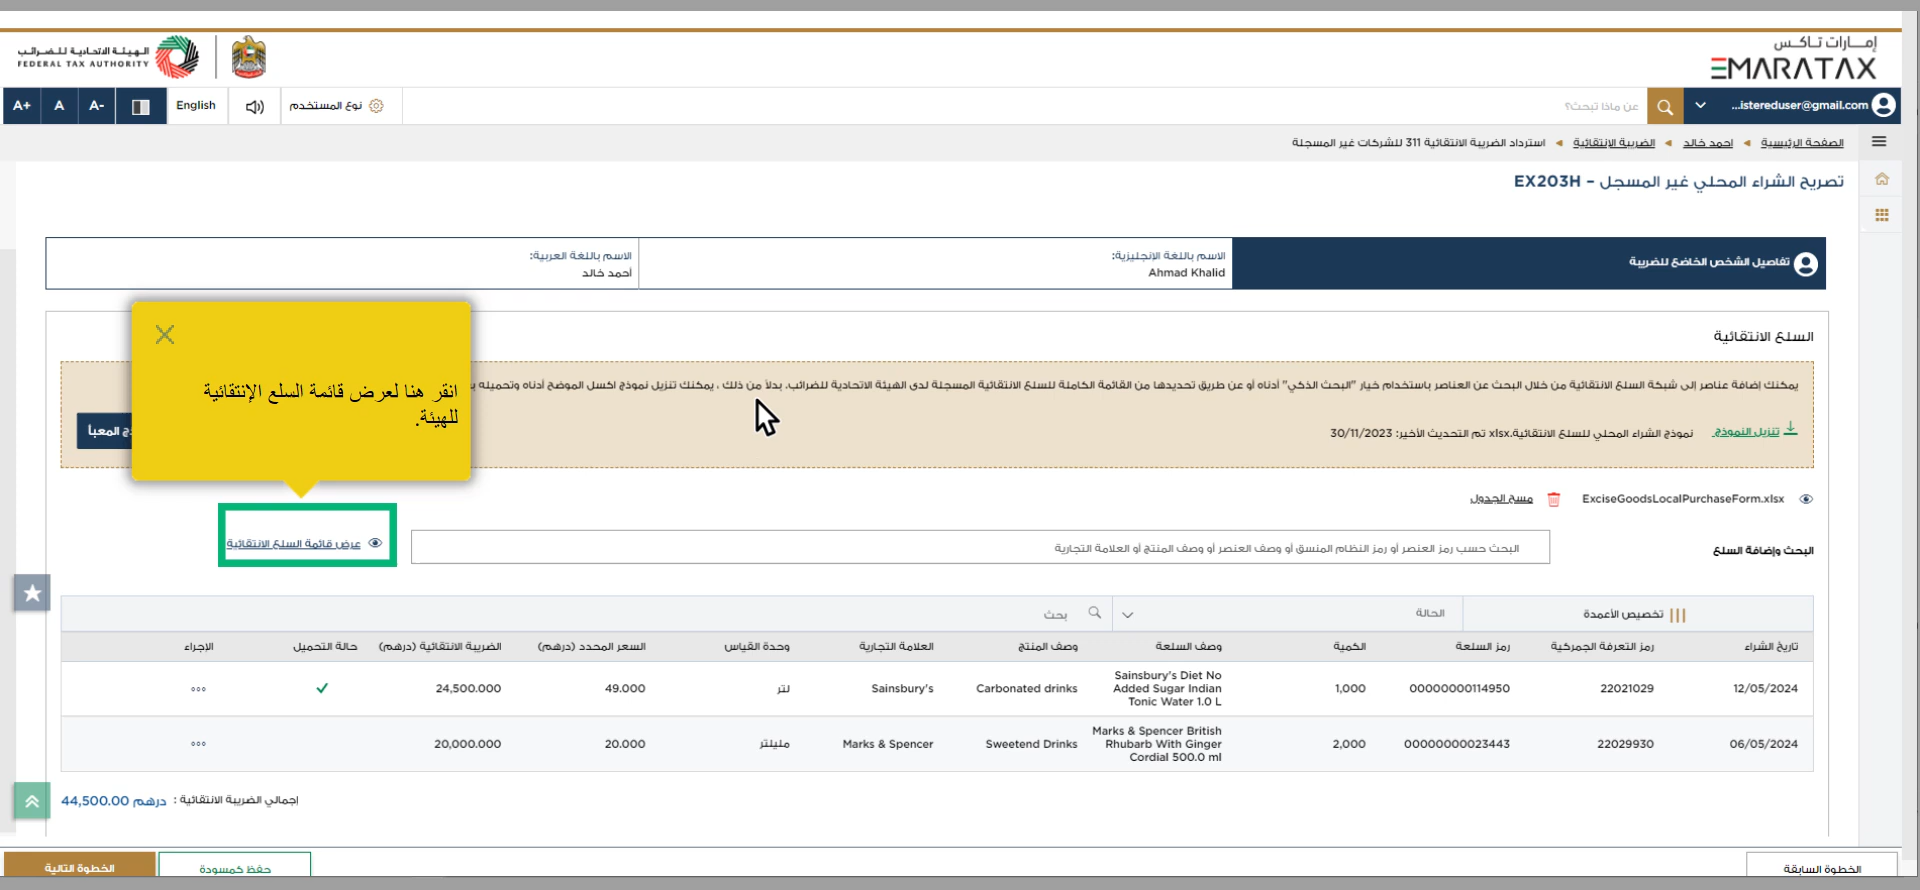 إمـــارات تــاكــس
EMARATAX
الهيئة الاتحادية للضرائب
FEDERAL TAX AUTHORITY
istereduser@gmail.com...
عن ماذا تبحث؟
نوع المستخدم
English
A-
A
A+
الصفحة الرئيسية
احمد خالد
الضريبة الإنتقائية
استرداد الضريبة الانتقائية 311 للشركات غير المسجلة
تصريح الشراء المحلي غير المسجل – EX203H
تفاصيل الشخص الخاضع للضريبة
الاسم باللغة الإنجليزية:
Ahmad Khalid
الاسم باللغة العربية:
أحمد خالد
السلع الانتقائية
يمكنك إضافة عناصر إلى شبكة السلع الانتقائية من خلال البحث عن العناصر باستخدام خيار "البحث الذكي" أدناه أو عن طريق تحديدها من القائمة الكاملة للسلع الانتقائية المسجلة لدى الهيئة الاتحادية للضرائب. بدلاً من ذلك ، يمكنك تنزيل نموذج اكسل الموضح أدناه وتحميله
تنزيل النموذج
نموذج الشراء المحلي للسلع الانتقائية.xlsx تم التحديث الأخير: 30/11/2023
المعبأ
انقر هنا لعرض قائمة السلع الإنتقائية
للهيئة.
ExciseGoodsLocalPurchaseForm.xlsx
مسح الجدول
البحث وإضافة السلع
البحث حسب رمز العنصر أو رمز النظام المنسق أو وصف العنصر أو وصف المنتج أو العلامة التجارية
عرض قائمة السلع الانتقائية
تخصيص الأعمدة
الحالة
بحث
تاريخ الشراء رمز التعرفة الجمركية رمز السلعة الكمية وصف السلعة وصف المنتج العلامة التجارية وحدة القياس السعر المحدد (درهم) الضريبة الانتقائية (درهم) حالة التحميل الإجراء
12/05/2024 22021029 00000000114950 1,000
Sainsbury's Diet No
Added Sugar Indian
Tonic Water 1.0 L
Carbonated drinks Sainsbury's لتر 49.000 24,500.000
06/05/2024 22029930 00000000023443 2,000
Marks & Spencer British
Rhubarb With Ginger
Cordial 500.0 ml
Sweetend Drinks Marks & Spencer مليلتر 20.000 20,000.000
إجمالي الضريبة الانتقائية : درهم 44,500.00
الخطوة السابقة
حفظ كمسودة
الخطوة التالية